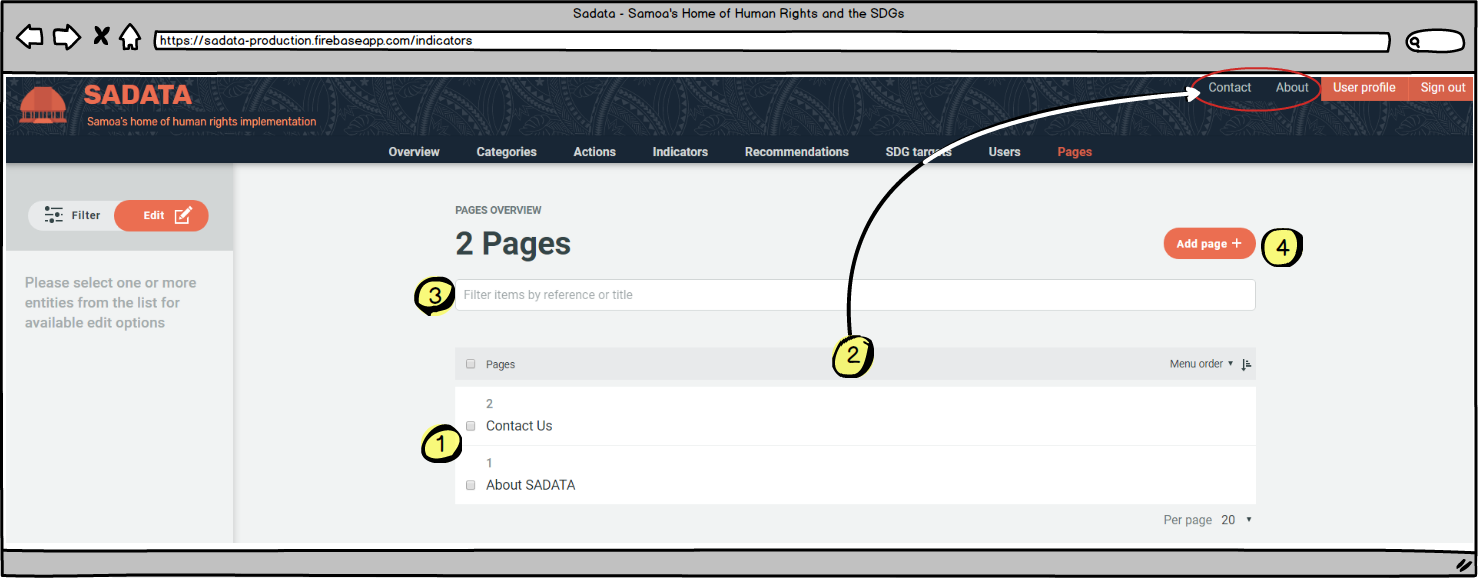 Sadata - Samoa's Home of Human Rights and the SDGs
https://sadata-production.firebaseapp.com/indicators
SADATA
Samoa's home of human rights implementation
Contact About User profile Sign out
Overview Categories Actions Indicators Recommendations SDG targets Users Pages
Filter Edit
Please select one or more
entities from the list for
available edit options
PAGES OVERVIEW
2 Pages
Add page +
4
3
Filter items by reference or title
2
Pages
Menu order
2
Contact Us
1
1
About SADATA
Per page 20